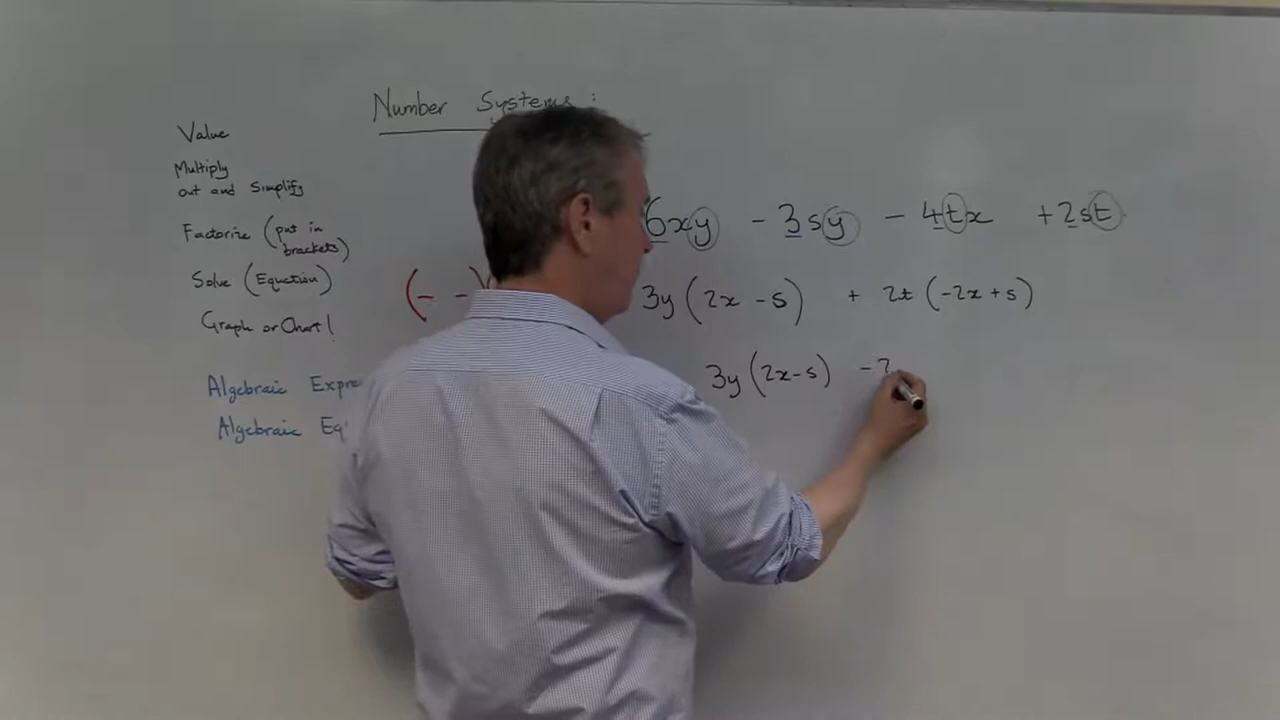 Number Systems :
Value
Multiply
out and Simplify
Factorize (put in
brackets)
Solve (Equation)
Graph or Chart!
Algebraic
Algebraic
6xy - 3sy - 4tx + 2st
(- -)
3y (2x - s) + 2t (-2x + s)
3y (2x - s) - 2